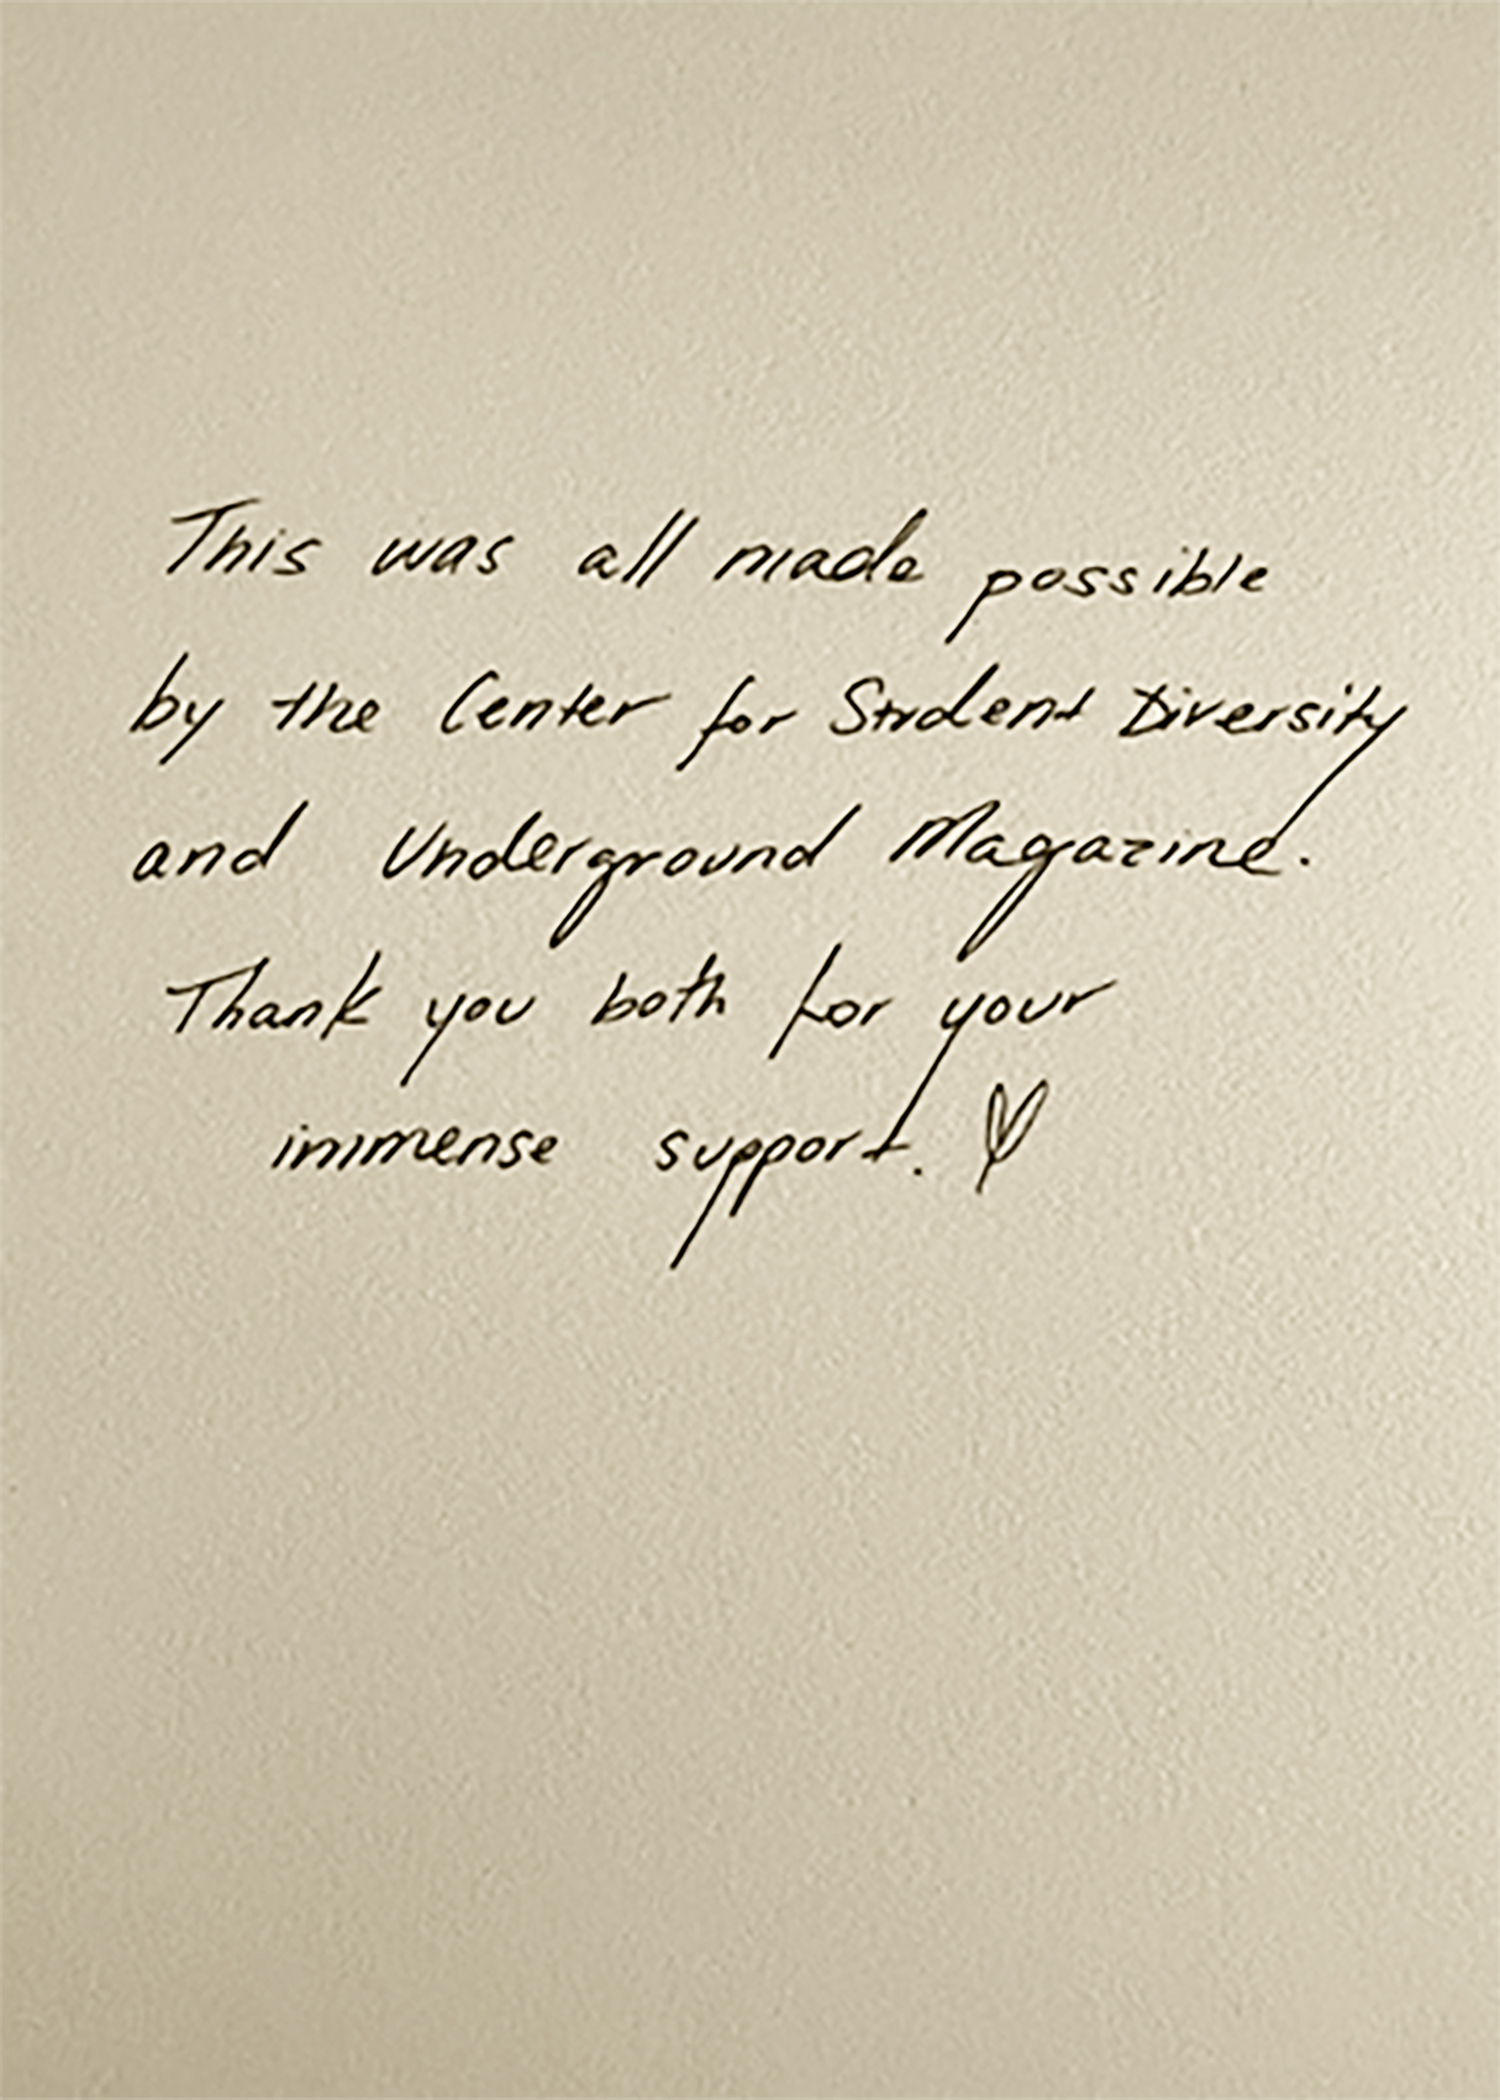 This was all made possible
by the Center for Student Diversity
and Underground Magazine.
Thank you both for your
immense support. ♡